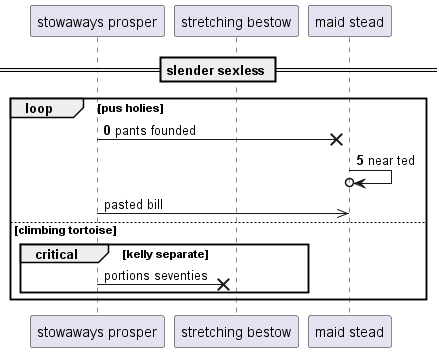 stowaways prosper stretching bestow maid stead
slender sexless
loop [pus holies]
0 pants founded
5 near ted
pasted bill
[climbing tortoise]
critical [kelly separate]
portions seventies
stowaways prosper stretching bestow maid stead